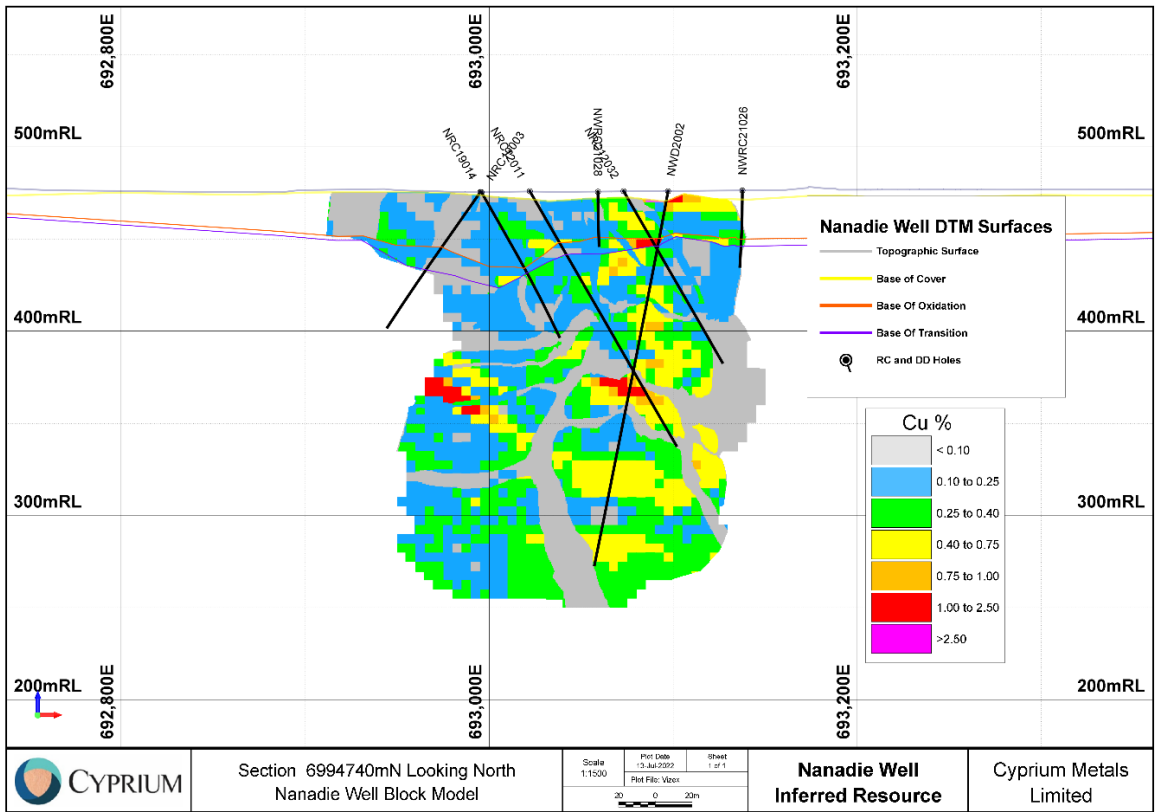 692,800E
693,000E
693,200E
500mRL
500mRL
NRC19014
NWRC21028
NWD2002
NWRC21026
Nanadie Well DTM Surfaces
Topographic Surface
Base of Cover
Base Of Oxidation
Base Of Transition
RC and DD Holes
400mRL
400mRL
Cu %
< 0.10
0.10 to 0.25
0.25 to 0.40
0.40 to 0.75
0.75 to 1.00
1.00 to 2.50
>2.50
300mRL
300mRL
200mRL
200mRL
692,800E
693,000E
693,200E
CYPRIUM
Section 6994740mN Looking North
Nanadie Well Block Model
Scale
1:1500
Plot Date
13-Jul-2022
Sheet
1 of 1
Plot File: Vizex
20 0 20m
Nanadie Well
Inferred Resource
Cyprium Metals
Limited